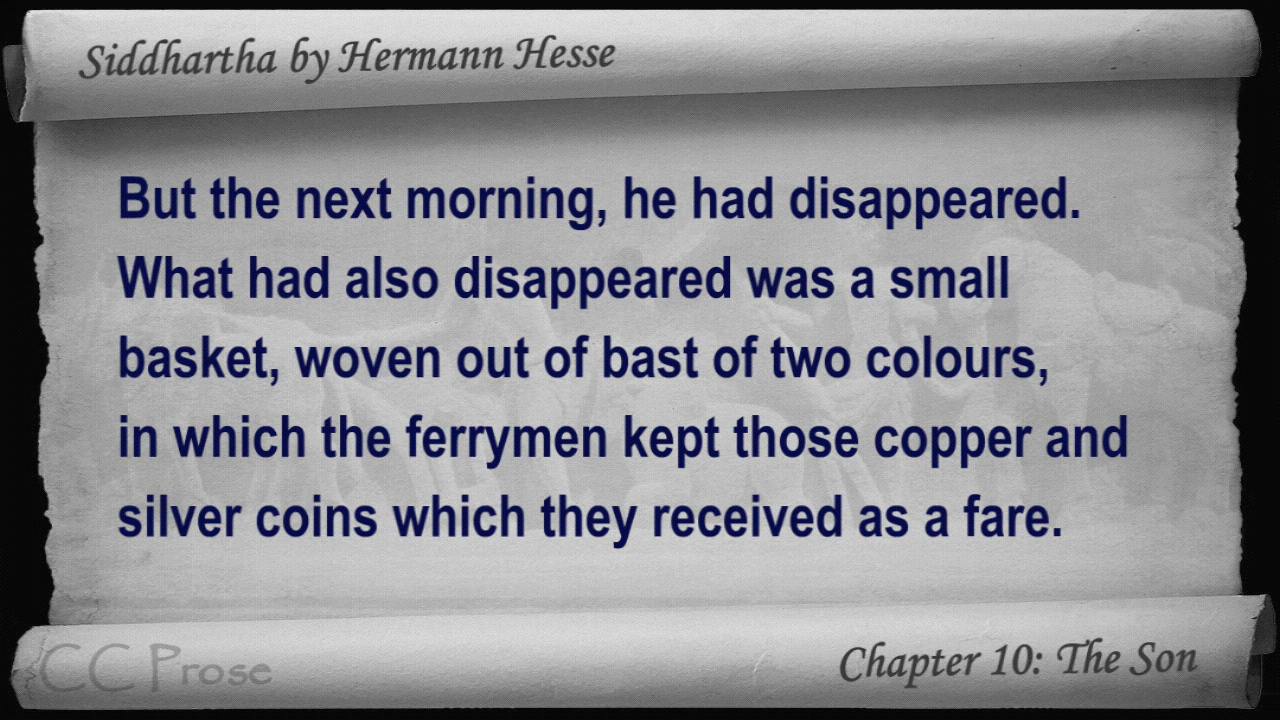 Siddhartha by Hermann Hesse
But the next morning, he had disappeared.
What had also disappeared was a small
basket, woven out of bast of two colours,
in which the ferrymen kept those copper and
silver coins which they received as a fare.
CC Prose
Chapter 10: The Son